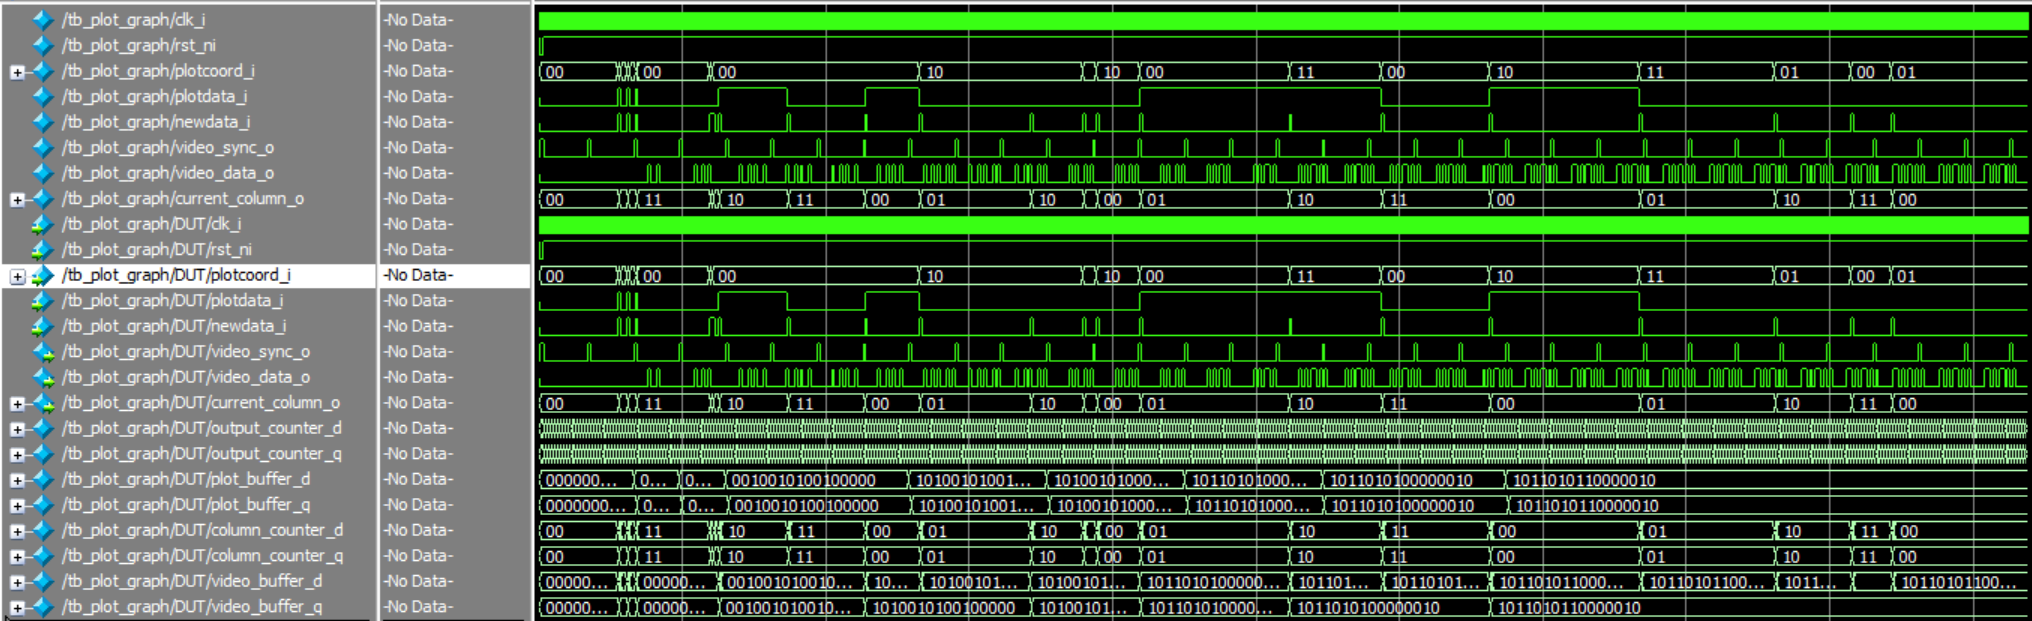 /tb_plot_graph/clk_i -No Data-
/tb_plot_graph/rst_ni -No Data-
/tb_plot_graph/plotcoord_i -No Data- 00 00 00 10 10 00 11 00 10 11 01 00 01
/tb_plot_graph/plotdata_i -No Data-
/tb_plot_graph/newdata_i -No Data-
/tb_plot_graph/video_sync_o -No Data-
/tb_plot_graph/video_data_o -No Data-
/tb_plot_graph/current_column_o -No Data- 00 11 10 11 00 01 10 00 01 10 11 00 01 10 11 00
/tb_plot_graph/DUT/clk_i -No Data-
/tb_plot_graph/DUT/rst_ni -No Data-
/tb_plot_graph/DUT/plotcoord_i -No Data- 00 00 00 10 10 00 11 00 10 11 01 00 01
/tb_plot_graph/DUT/plotdata_i -No Data-
/tb_plot_graph/DUT/newdata_i -No Data-
/tb_plot_graph/DUT/video_sync_o -No Data-
/tb_plot_graph/DUT/video_data_o -No Data-
/tb_plot_graph/DUT/current_column_o -No Data- 00 11 10 11 00 01 10 00 01 10 11 00 01 10 11 00
/tb_plot_graph/DUT/output_counter_d -No Data-
/tb_plot_graph/DUT/output_counter_q -No Data-
/tb_plot_graph/DUT/plot_buffer_d -No Data- 000000... 0... 0... 0010010100100000 10100101001... 10100101000... 10110101000... 1011010100000010 1011010110000010
/tb_plot_graph/DUT/plot_buffer_q -No Data- 0000000... 0... 0... 0010010100100000 10100101001... 10100101000... 10110101000... 1011010100000010 1011010110000010
/tb_plot_graph/DUT/column_counter_d -No Data- 00 11 10 11 00 01 10 00 01 10 11 00 01 10 11 00
/tb_plot_graph/DUT/column_counter_q -No Data- 00 11 10 11 00 01 10 00 01 10 11 00 01 10 11 00
/tb_plot_graph/DUT/video_buffer_d -No Data- 00000... 00000... 001001010010... 10... 10100101... 10100101... 1011010100000... 101101... 10110101... 101101011000... 10110101100... 1011... 10110101100...
/tb_plot_graph/DUT/video_buffer_q -No Data- 00000... 00000... 001001010010... 1010010100100000 10100101... 101101010000... 1011010100000010 1011010110000010